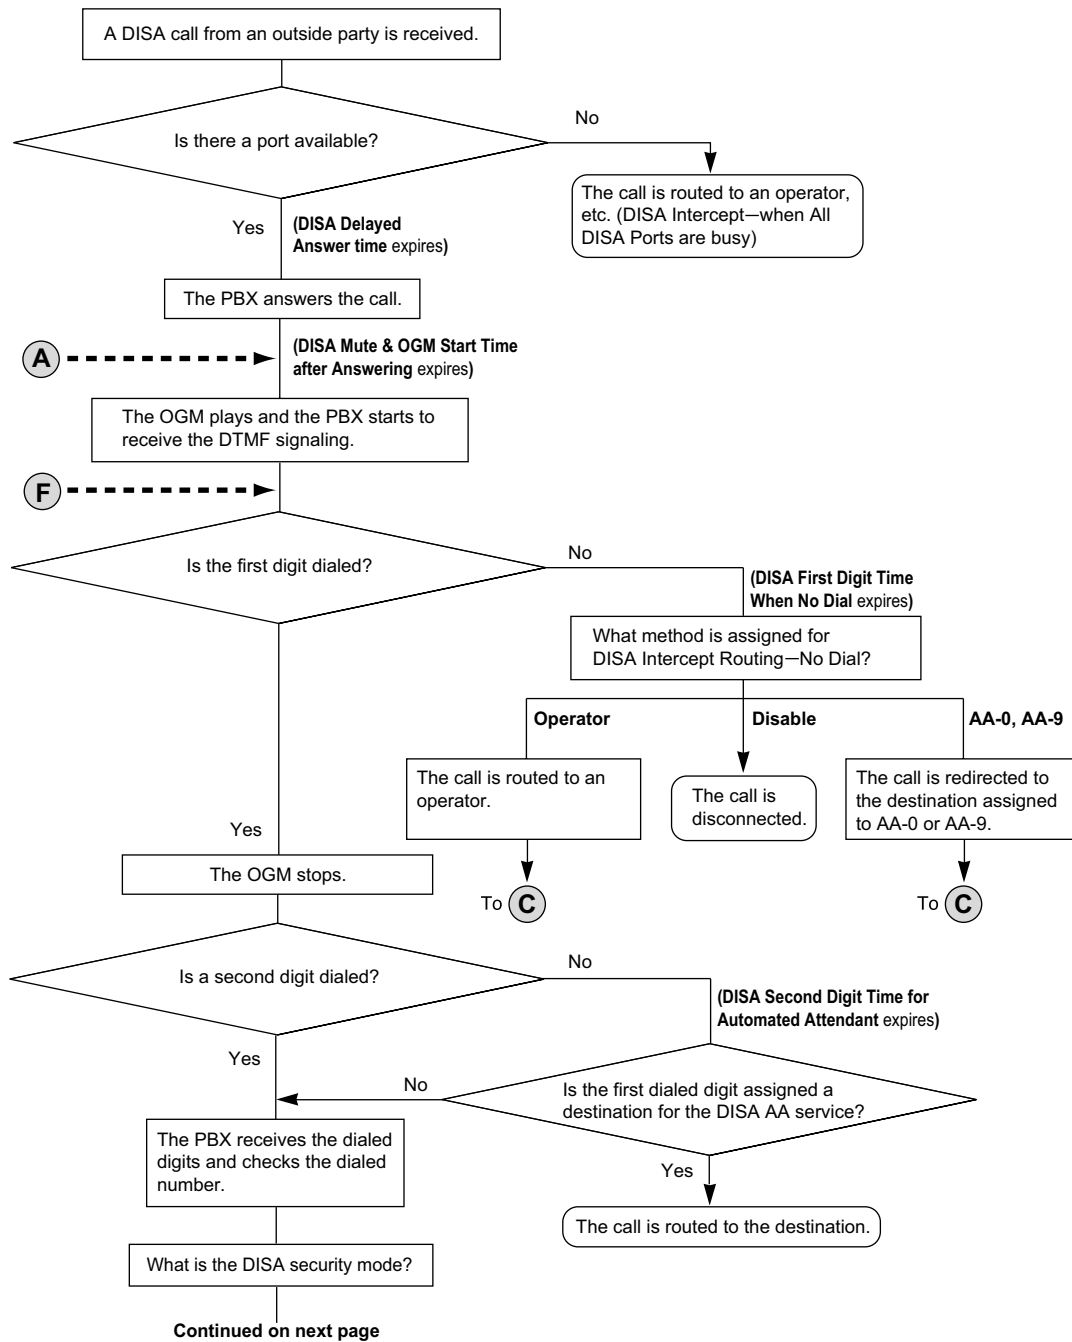 A DISA call from an outside party is received.
Is there a port available?
No
The call is routed to an operator,
etc. (DISA Intercept—when All
DISA Ports are busy)
Yes
(DISA Delayed
Answer time expires)
The PBX answers the call.
A
(DISA Mute & OGM Start Time
after Answering expires)
The OGM plays and the PBX starts to
receive the DTMF signaling.
F
Is the first digit dialed?
No
(DISA First Digit Time
When No Dial expires)
What method is assigned for
DISA Intercept Routing—No Dial?
Operator
Disable
AA-0, AA-9
The call is routed to an
operator.
The call is
disconnected.
The call is redirected to
the destination assigned
to AA-0 or AA-9.
Yes
The OGM stops.
To C
To C
Is a second digit dialed?
No
(DISA Second Digit Time for
Automated Attendant expires)
Yes
No
Is the first dialed digit assigned a
destination for the DISA AA service?
The PBX receives the dialed
digits and checks the dialed
number.
Yes
The call is routed to the destination.
What is the DISA security mode?
Continued on next page